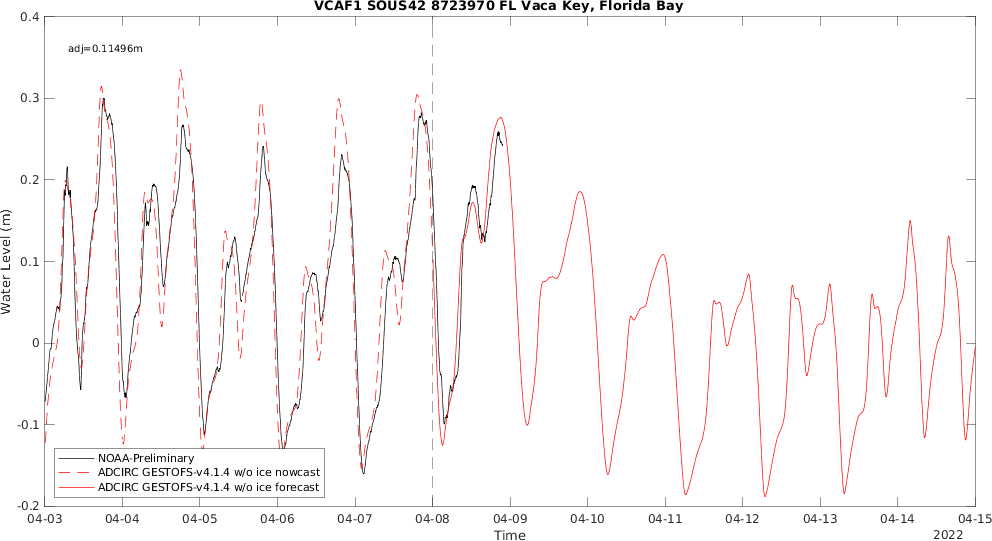 VCAF1 SOUS42 8723970 FL Vaca Key, Florida Bay
adj=0.11496m
0.4
0.3
0.2
0.1
0
-0.1
-0.2
Water Level (m)
NOAA-Preliminary
ADCIRC GESTOFS-v4.1.4 w/o ice nowcast
ADCIRC GESTOFS-v4.1.4 w/o ice forecast
04-03 04-04 04-05 04-06 04-07 04-08 04-09 04-10 04-11 04-12 04-13 04-14 04-15
Time
2022